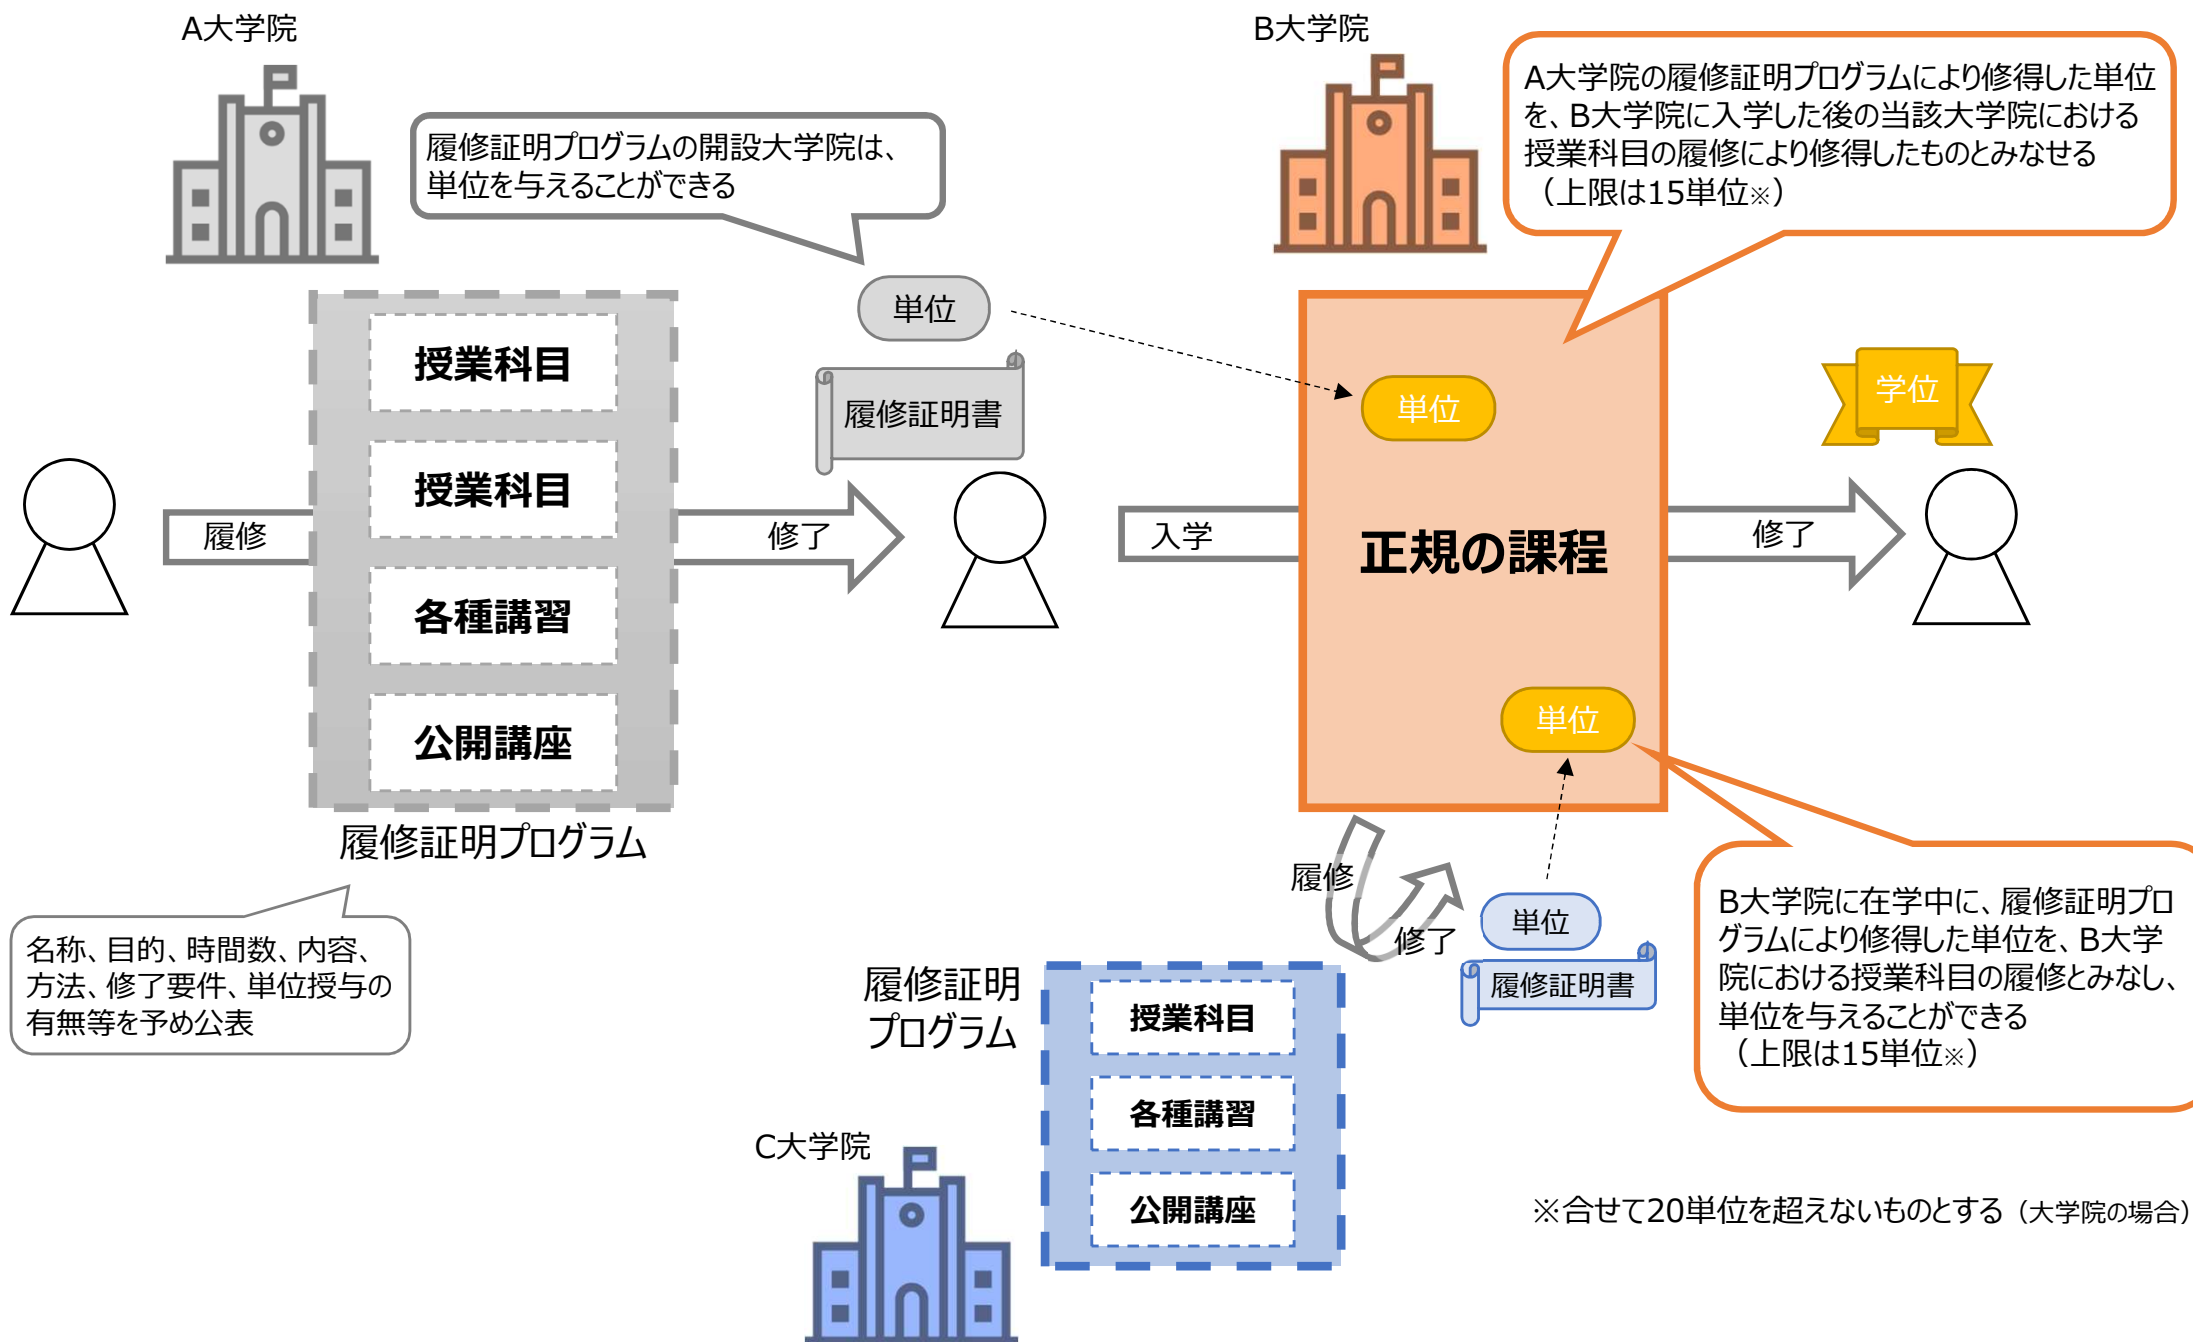 A大学院
履修証明プログラムの開設大学院は、
単位を与えることができる
単位
履修証明書
授業科目
授業科目
各種講習
公開講座
履修
修了
履修証明プログラム
名称、目的、時間数、内容、
方法、修了要件、単位授与の
有無等を予め公表
B大学院
A大学院の履修証明プログラムにより修得した単位
を、B大学院に入学した後の当該大学院における
授業科目の履修により修得したものとみなせる
（上限は15単位※）
単位
入学
正規の課程
修了
学位
単位
履修
修了
単位
履修証明書
B大学院に在学中に、履修証明プロ
グラムにより修得した単位を、B大学
院における授業科目の履修とみなし、
単位を与えることができる
（上限は15単位※）
履修証明
プログラム
授業科目
各種講習
公開講座
C大学院
※合せて20単位を超えないものとする（大学院の場合）